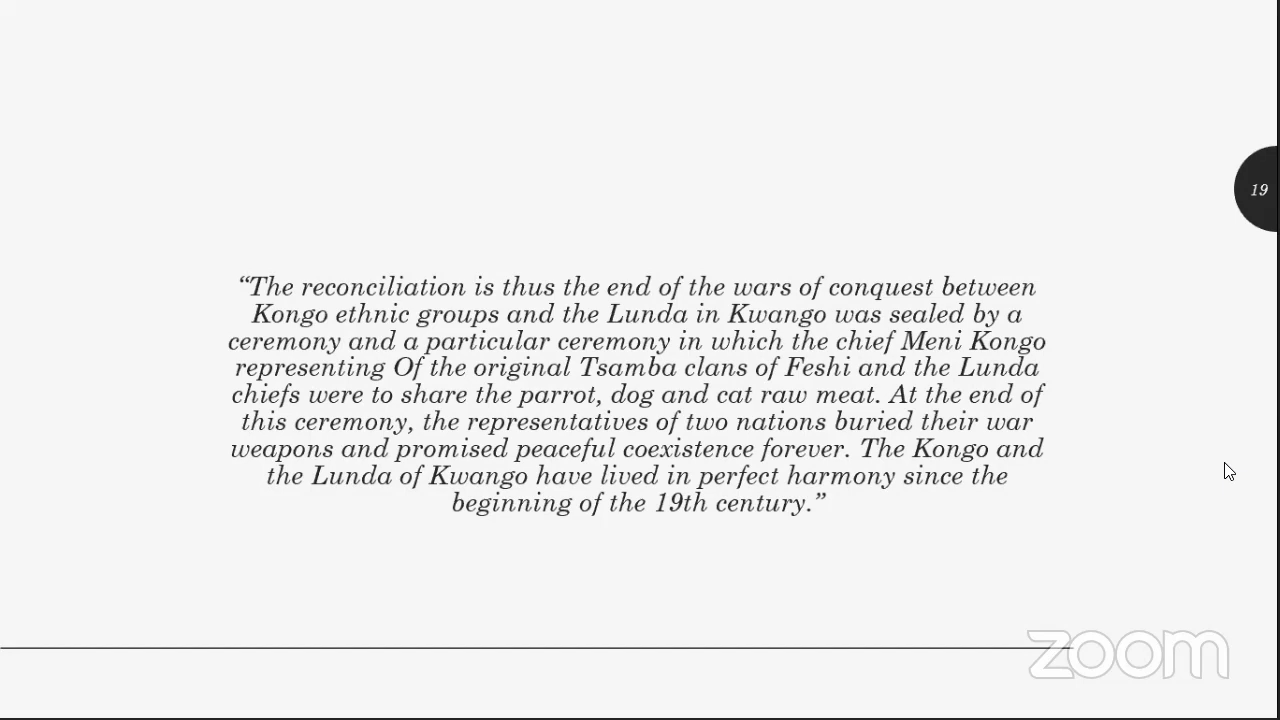 19
“The reconciliation is thus the end of the wars of conquest between
Kongo ethnic groups and the Lunda in Kwango was sealed by a
ceremony and a particular ceremony in which the chief Meni Kongo
representing Of the original Tsamba clans of Feshi and the Lunda
chiefs were to share the parrot, dog and cat raw meat. At the end of
this ceremony, the representatives of two nations buried their war
weapons and promised peaceful coexistence forever. The Kongo and
the Lunda of Kwango have lived in perfect harmony since the
beginning of the 19th century.”
zoom